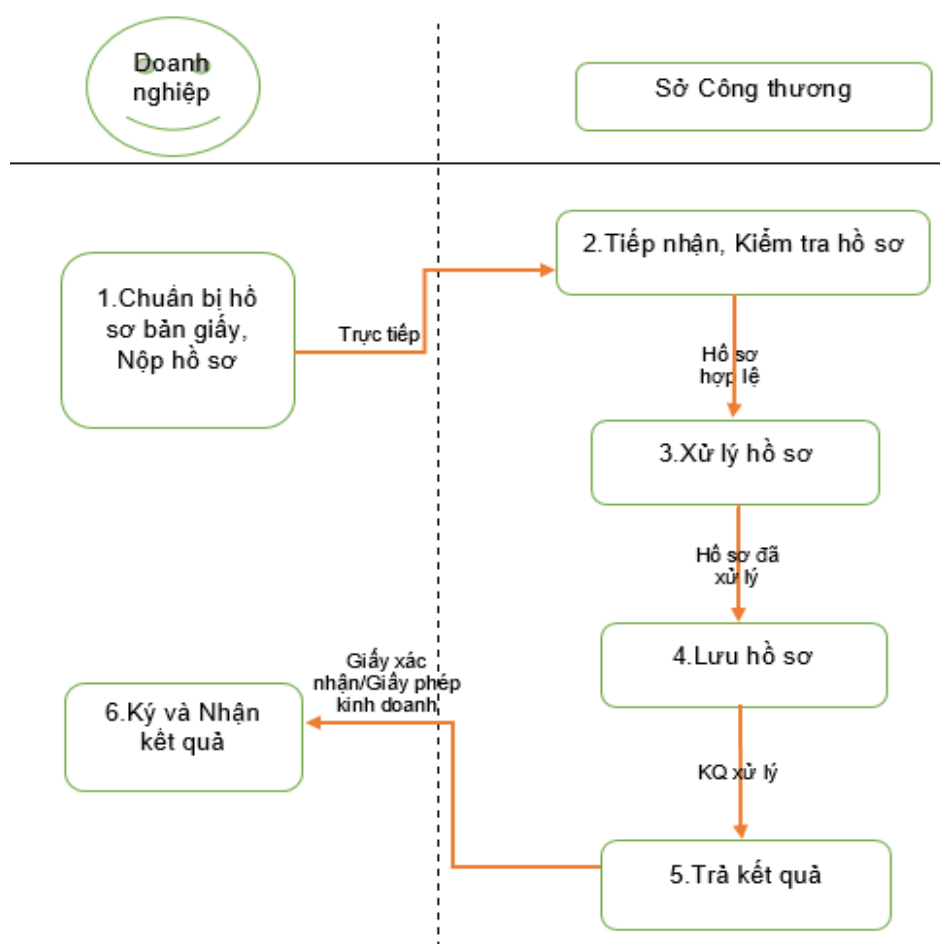 Doanh
nghiệp
Sở Công thương
1.Chuẩn bị hồ
sơ bản giấy,
Nộp hồ sơ
Trực tiếp
2.Tiếp nhận, Kiểm tra hồ sơ
Hồ sơ
hợp lệ
3.Xử lý hồ sơ
Hồ sơ đã
xử lý
4.Lưu hồ sơ
KQ xử lý
5.Trả kết quả
Giấy xác
nhận/Giấy phép
kinh doanh
6.Ký và Nhận
kết quả